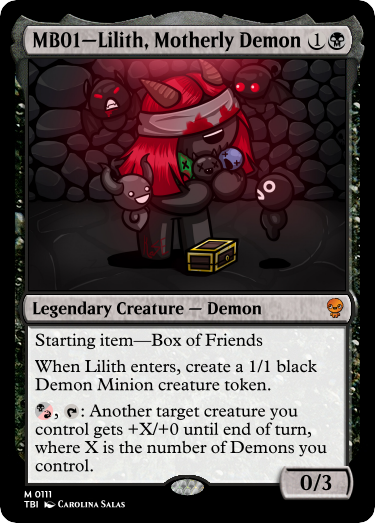 MB01—Lilith, Motherly Demon 1
Legendary Creature — Demon
Starting item—Box of Friends
When Lilith enters, create a 1/1 black
Demon Minion creature token.
, : Another target creature you
control gets +X/+0 until end of turn,
where X is the number of Demons you
control.
0/3
M 0111
TBI Carolina Salas